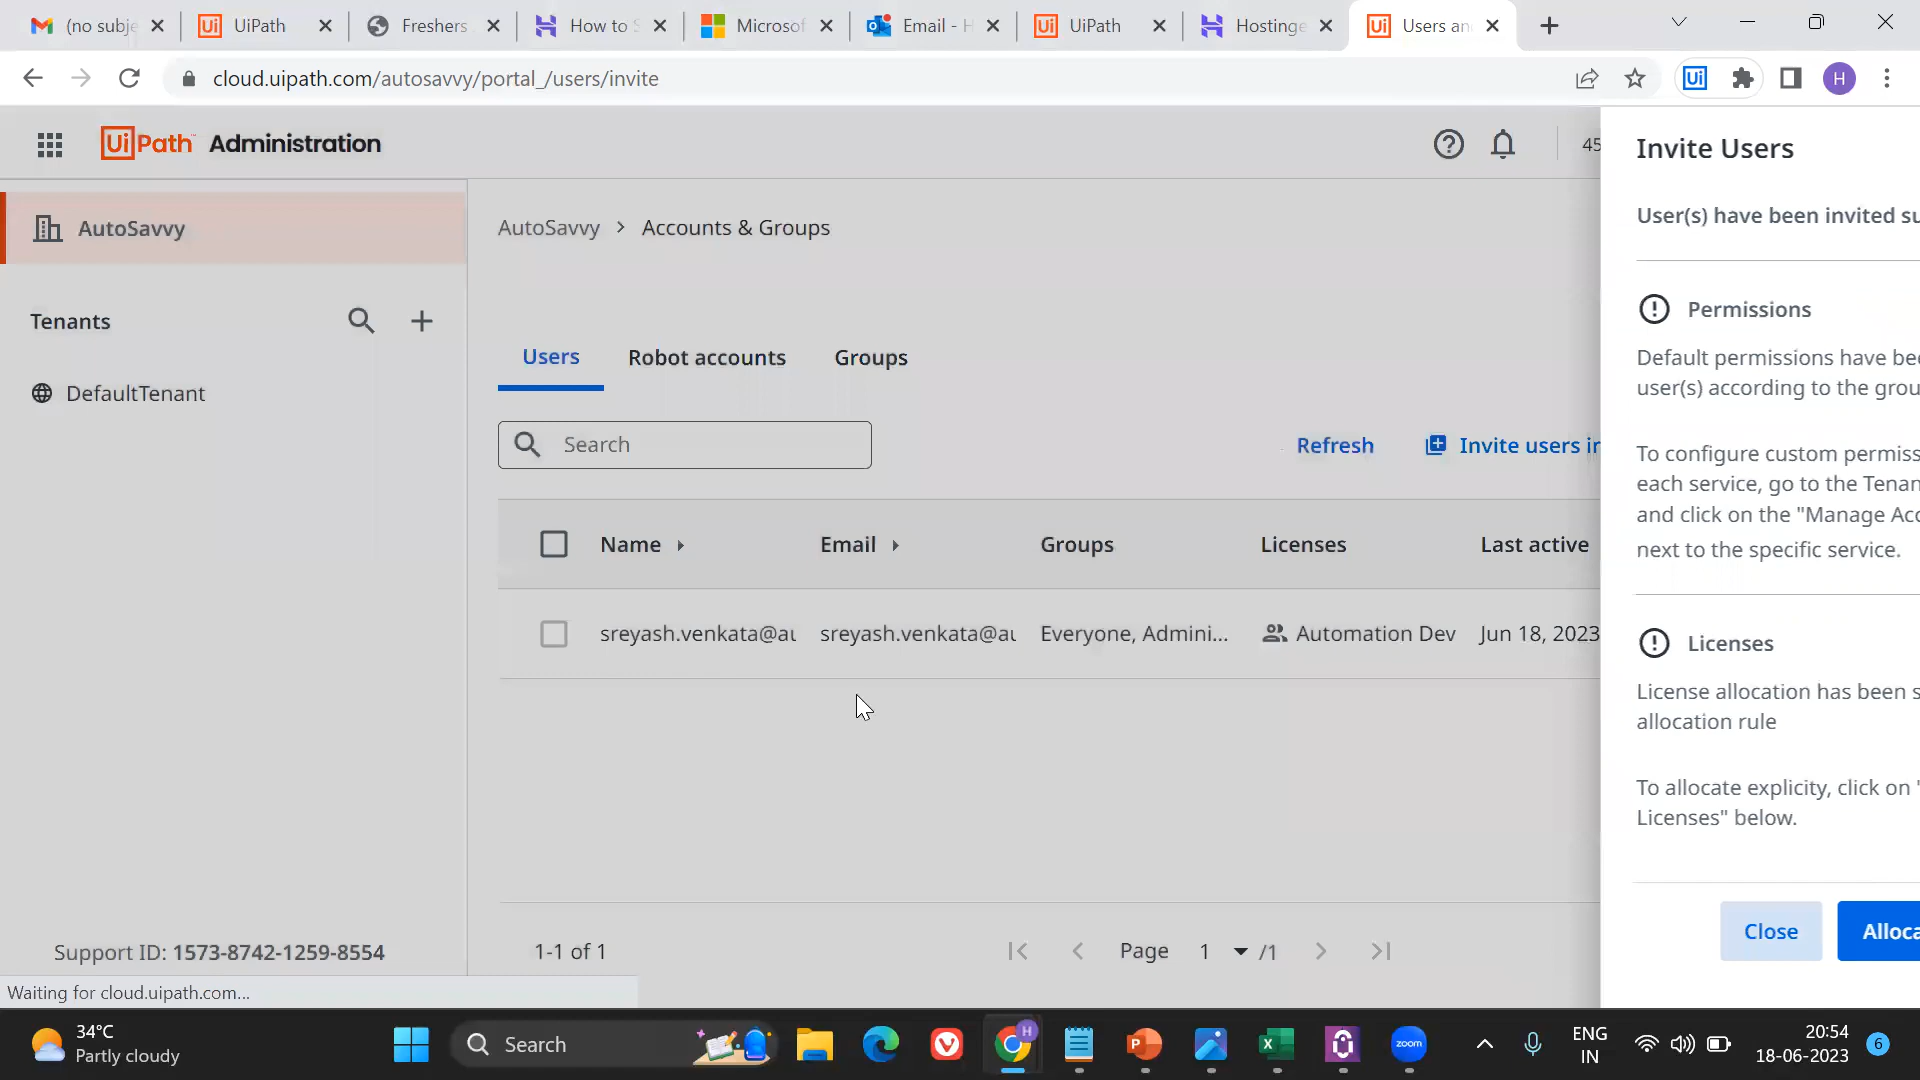 (no subje
UiPath
Freshers
How to S
Microsof
Email - H
UiPath
Hostinge
Users an
cloud.uipath.com/autosavvy/portal_/users/invite
H
UiPath Administration
45
Invite Users
AutoSavvy
AutoSavvy > Accounts & Groups
User(s) have been invited su
Tenants
Permissions
DefaultTenant
Users
Robot accounts
Groups
Default permissions have bee
user(s) according to the grou
Search
Refresh
Invite users in
To configure custom permiss
each service, go to the Tenan
and click on the "Manage Acc
next to the specific service.
Name
Email
Groups
Licenses
Last active
sreyash.venkata@au
sreyash.venkata@au
Everyone, Admini...
Automation Dev
Jun 18, 2023
Licenses
License allocation has been s
allocation rule
To allocate explicity, click on "
Licenses" below.
Close
Alloca
Support ID: 1573-8742-1259-8554
1-1 of 1
Page 1 /1
Waiting for cloud.uipath.com...
34°C
Partly cloudy
Search
H
zoom
ENG
IN
20:54
18-06-2023
6